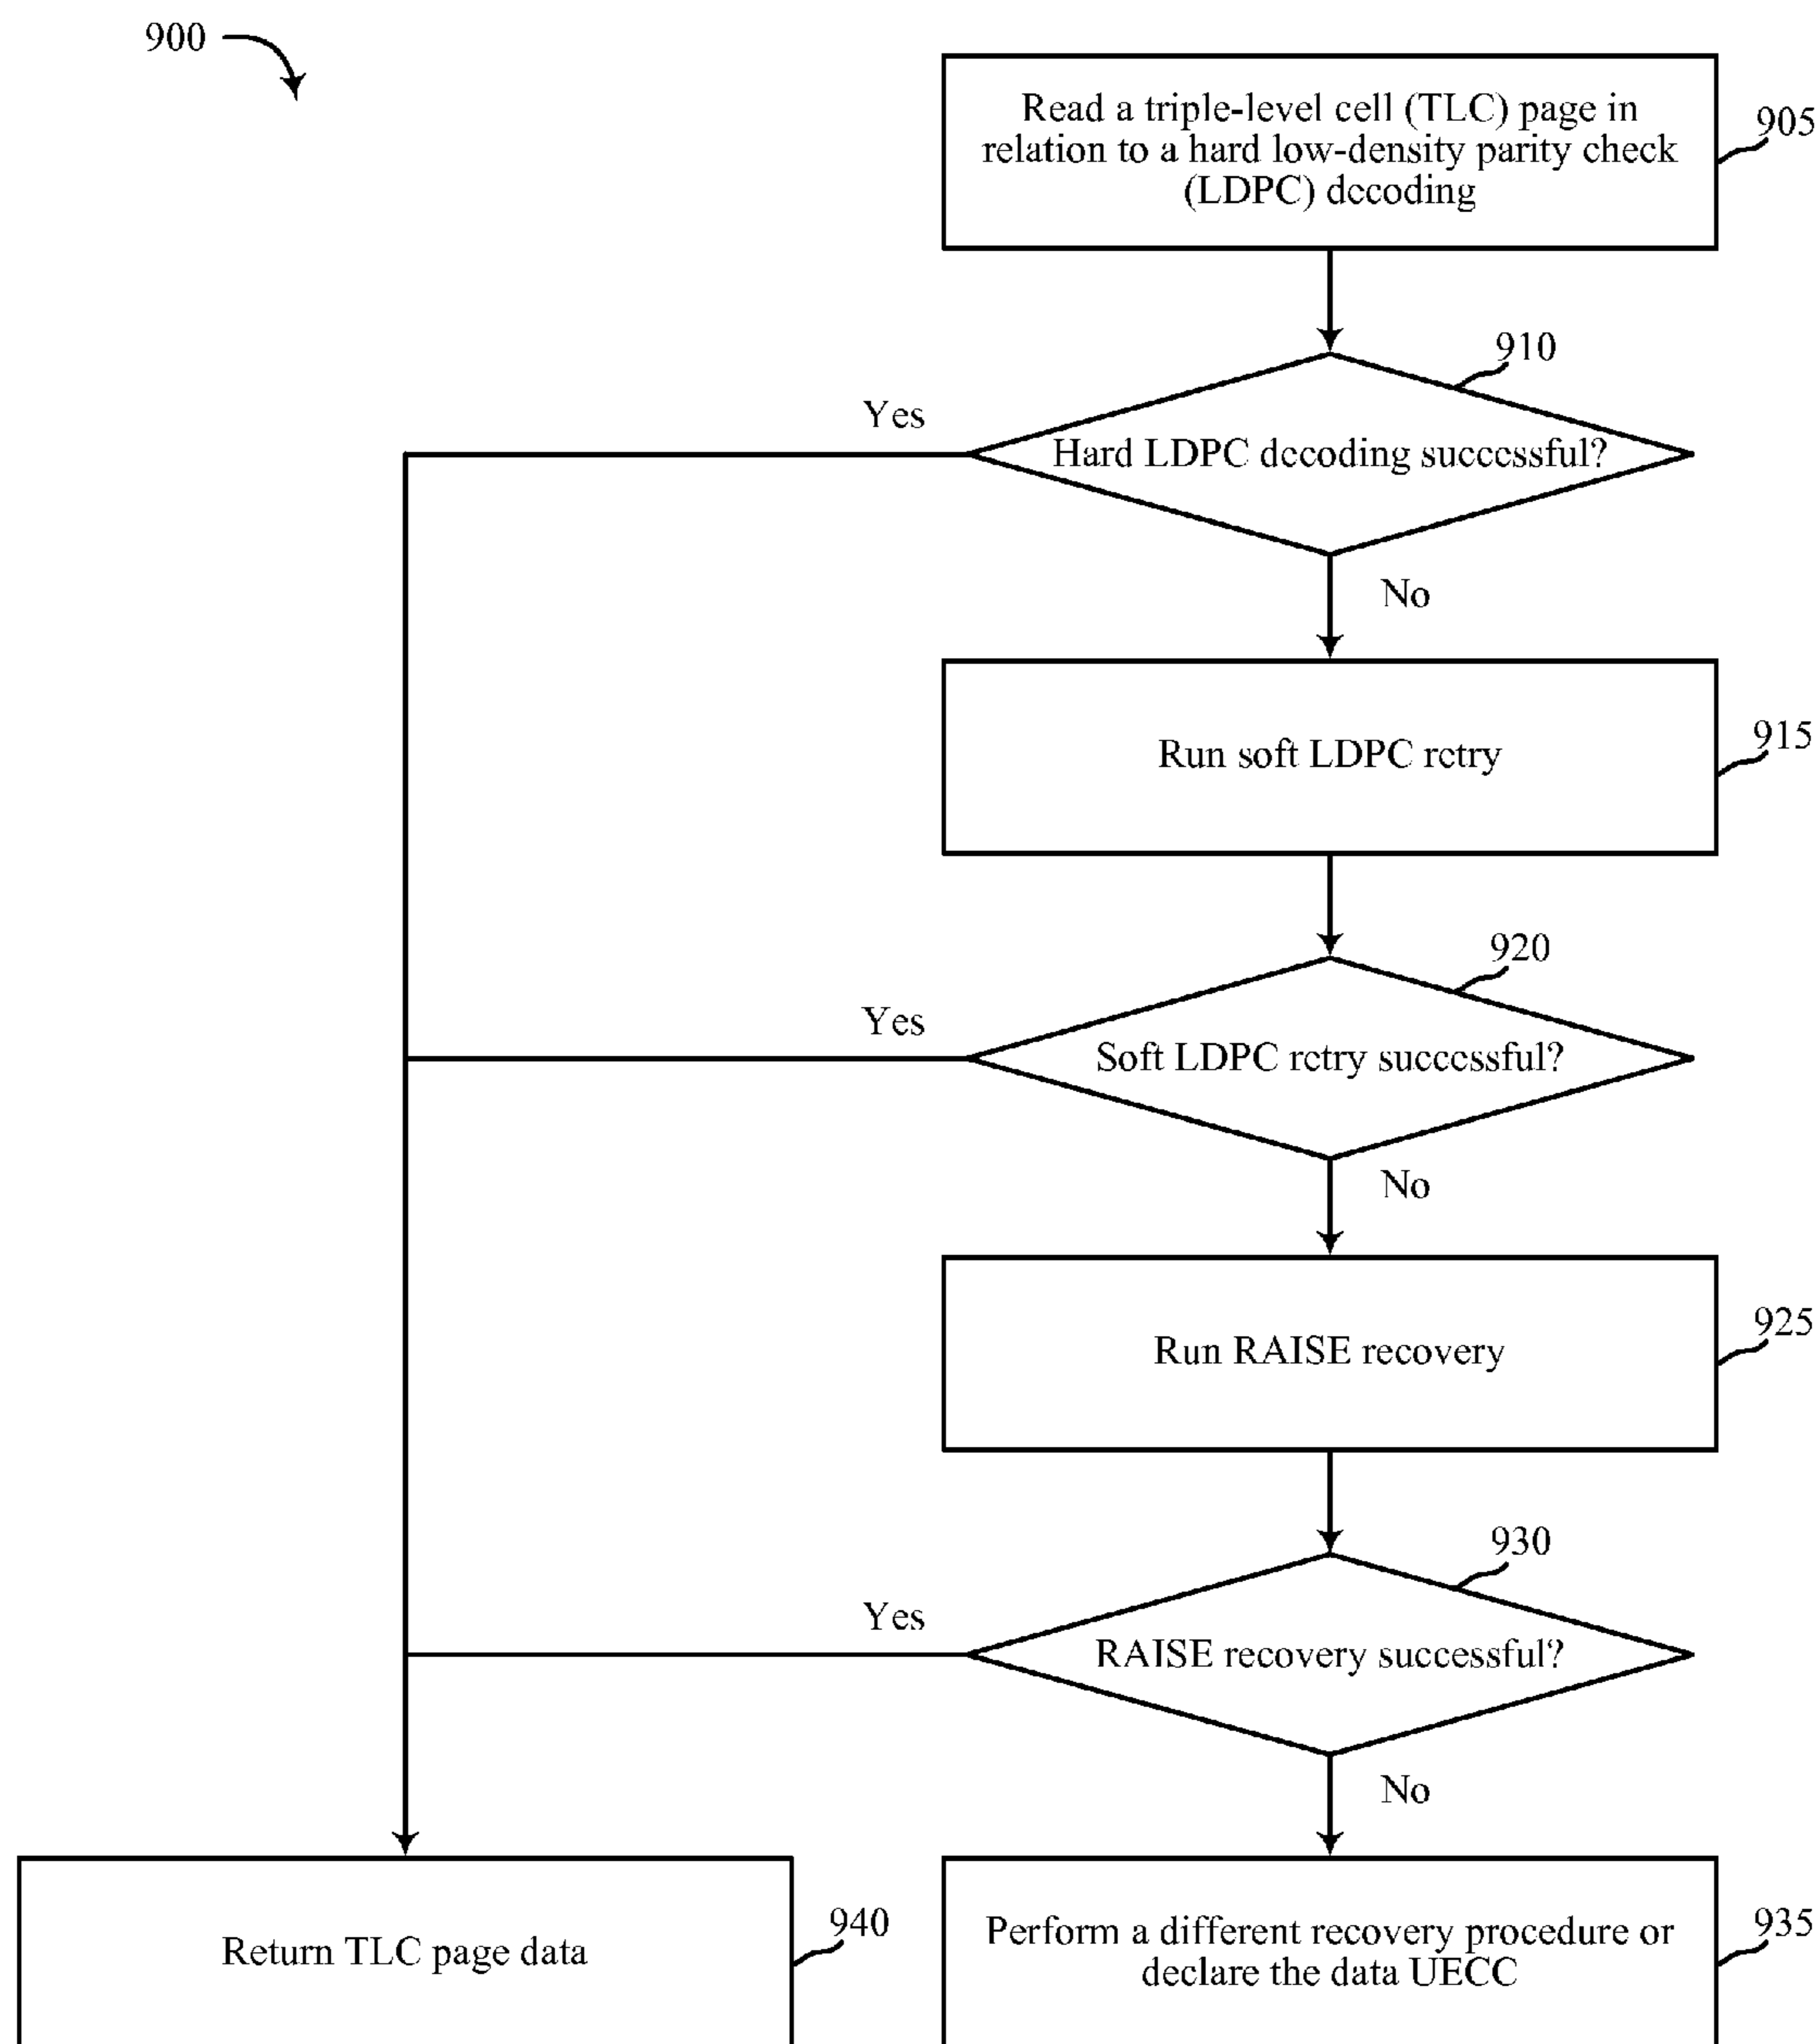 900
Read a triple-level cell (TLC) page in
relation to a hard low-density parity check
(LDPC) decoding
905
910
Yes
Hard LDPC decoding successful?
No
Run soft LDPC retry
915
920
Yes
Soft LDPC retry successful?
No
Run RAISE recovery
925
930
Yes
RAISE recovery successful?
No
Return TLC page data
940
Perform a different recovery procedure or
declare the data UECC
935